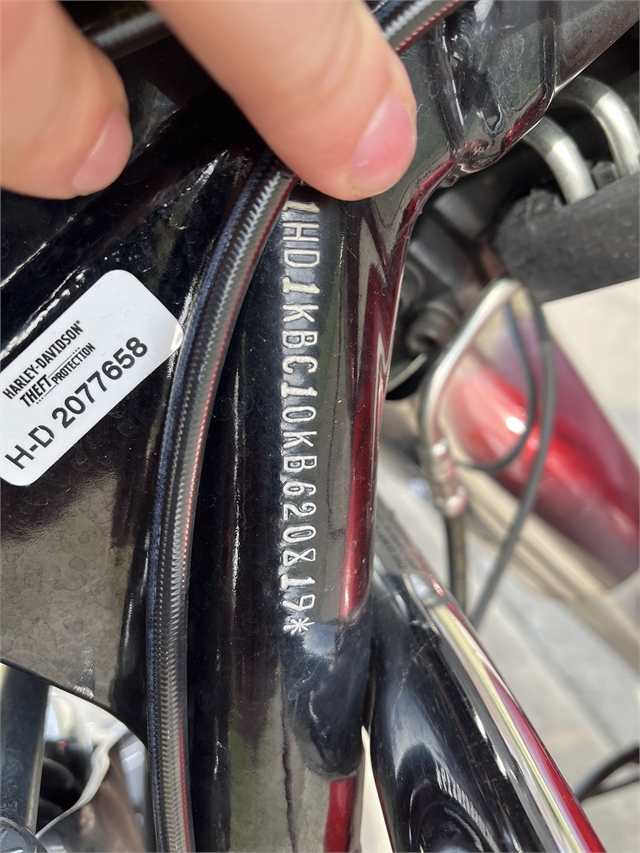 HARLEY-DAVIDSON®
THEFT PROTECTION
H-D 2077658
1HD1KBC10KB620819*